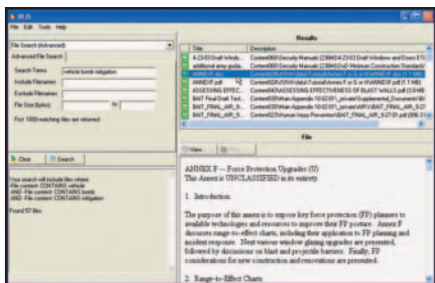 BLIS
File Edit Tools Help
File Search (Advanced)
Advanced File Search
Search Terms: vehicle bomb mitigation
Include Filenames:
Exclude Filenames:
File Size (bytes): to
First 1000 matching files are returned
Clear Search
Your search will include files where:
-File content CONTAINS vehicle
AND -File content CONTAINS bomb
AND -File content CONTAINS mitigation
Found 57 files.
Results
Title Description
ANNEX F.doc
ANNEX F.pdf
File
View...
ANNEX F -- Force Protection Upgrades (U)
This Annex is UNCLASSIFIED in its entirety.
1. Introduction
The purpose of this annex is to expose key force protection (FP) planners to
available technologies and resources to improve their FP posture. Annex F
discusses range-to-effect charts, including their application to FP planning and
incident response. Next various window glazing upgrades are presented,
followed by discussions on blast and projectile barriers. Finally, FP
considerations for new construction and renovations are presented.
2. Range-to-Effect Charts